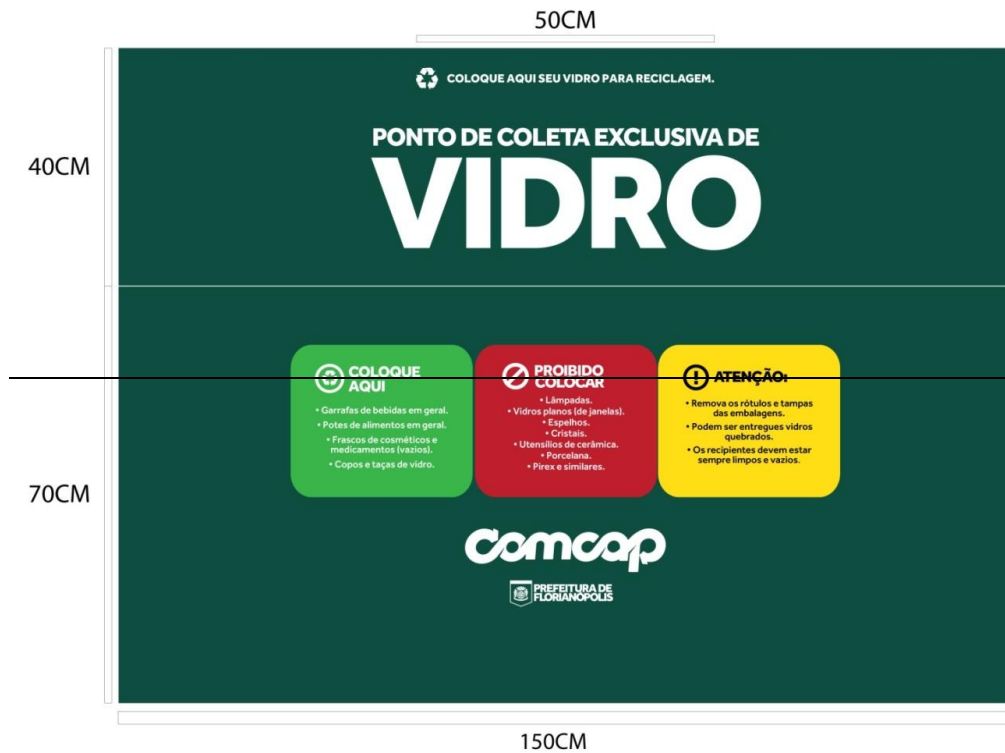 50CM
COLOQUE AQUI SEU VIDRO PARA RECICLAGEM.
40CM
PONTO DE COLETA EXCLUSIVA DE
VIDRO
COLOQUE
AQUI
• Garrafas de bebidas em geral.
• Potes de alimentos em geral.
• Frascos de cosméticos e
medicamentos (vazios).
• Copos e taças de vidro.
PROIBIDO
COLOCAR
• Lâmpadas.
• Vidros planos (de janelas).
• Espelhos.
• Cristais.
• Utensílios de cerâmica.
• Porcelana.
• Pirex e similares.
ATENÇÃO:
• Remova os rótulos e tampas
das embalagens.
• Podem ser entregues vidros
quebrados.
• Os recipientes devem estar
sempre limpos e vazios.
70CM
comcap
PREFEITURA DE
FLORIANÓPOLIS
150CM